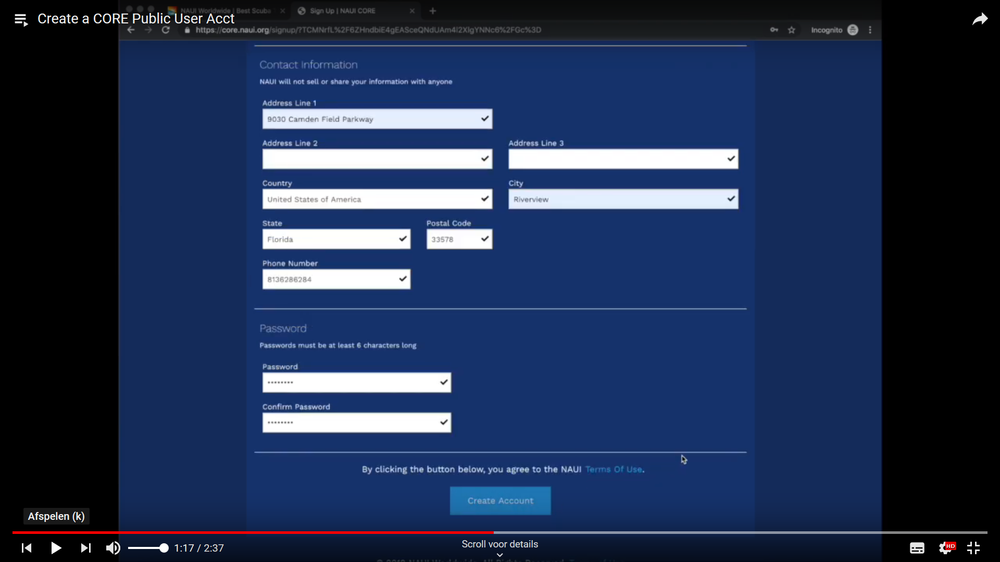 NAUI Worldwide | Best Scuba
Sign Up | NAUI CORE
Create a CORE Public User Acct
https://core.naui.org/signup/?TCMNrfL%2F6ZHndbiE4gEASceQNdUAm4I2XIgYNNc6%2FGc%3D
Incognito
Contact Information
NAUI will not sell or share your information with anyone
Address Line 1
9030 Camden Field Parkway
Address Line 2
Address Line 3
Country
City
United States of America
Riverview
State
Postal Code
Florida
33578
Phone Number
8136286284
Password
Passwords must be at least 6 characters long
Password
••••••••
Confirm Password
••••••••
By clicking the button below, you agree to the NAUI Terms Of Use.
Create Account
Afspelen (k)
1:17 / 2:37
Scroll voor details
HD